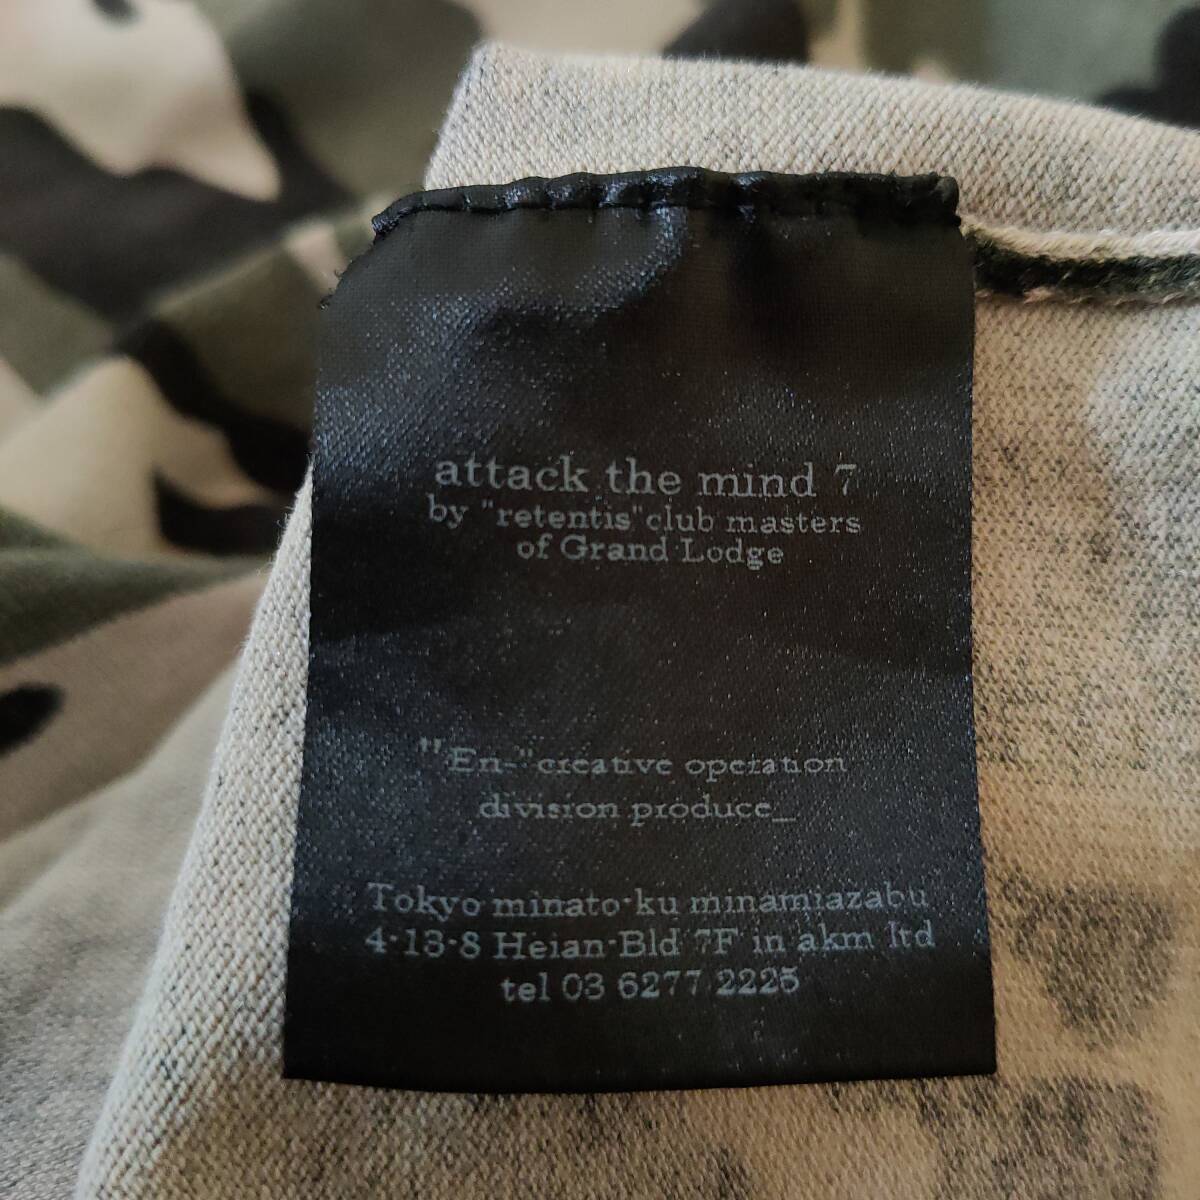 attack the mind 7
by "retentis"club masters
of Grand Lodge
"En-"creative operation
division produce_
Tokyo minato-ku minamiazabu
4-13-8 Heian-Bld 7F in akm ltd
tel 03 6277 2225